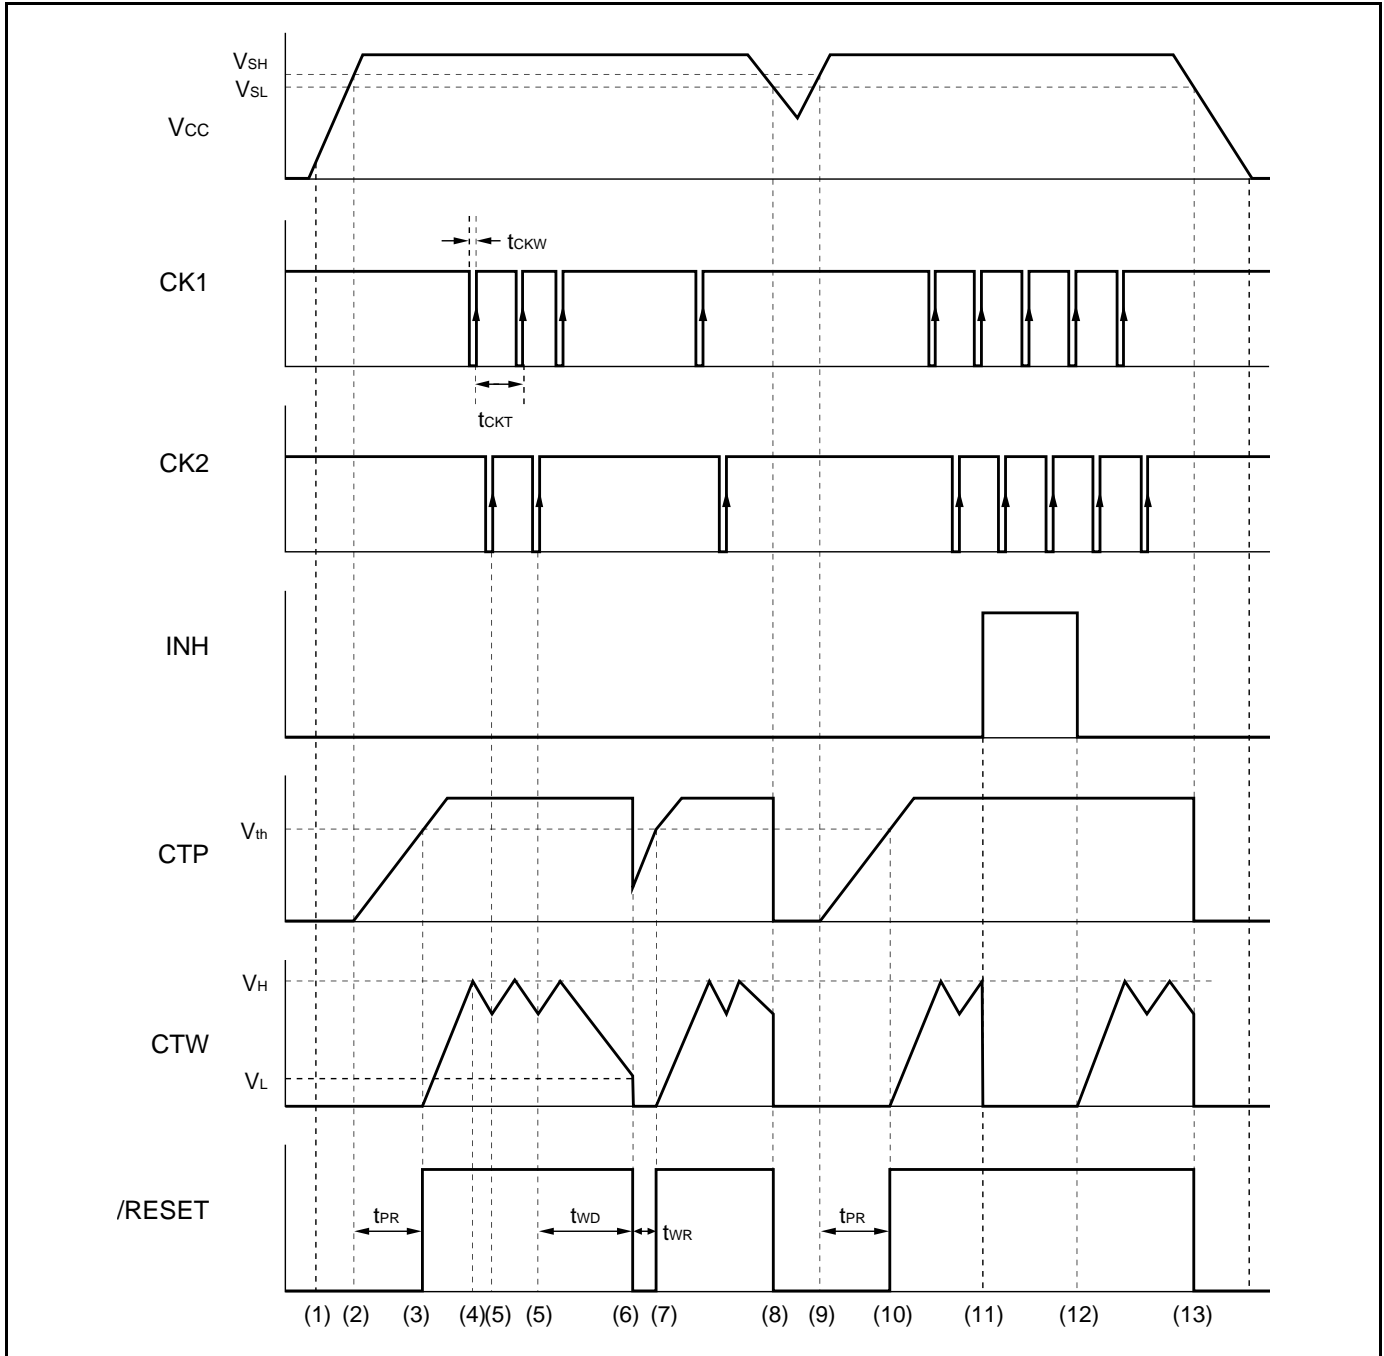 VSH
VSL
VCC
tCKW
CK1
tCKT
CK2
INH
Vth
CTP
VH
CTW
VL
/RESET
tPR tWD tWR tPR
(1) (2) (3) (4)(5) (5) (6) (7) (8) (9) (10) (11) (12) (13)